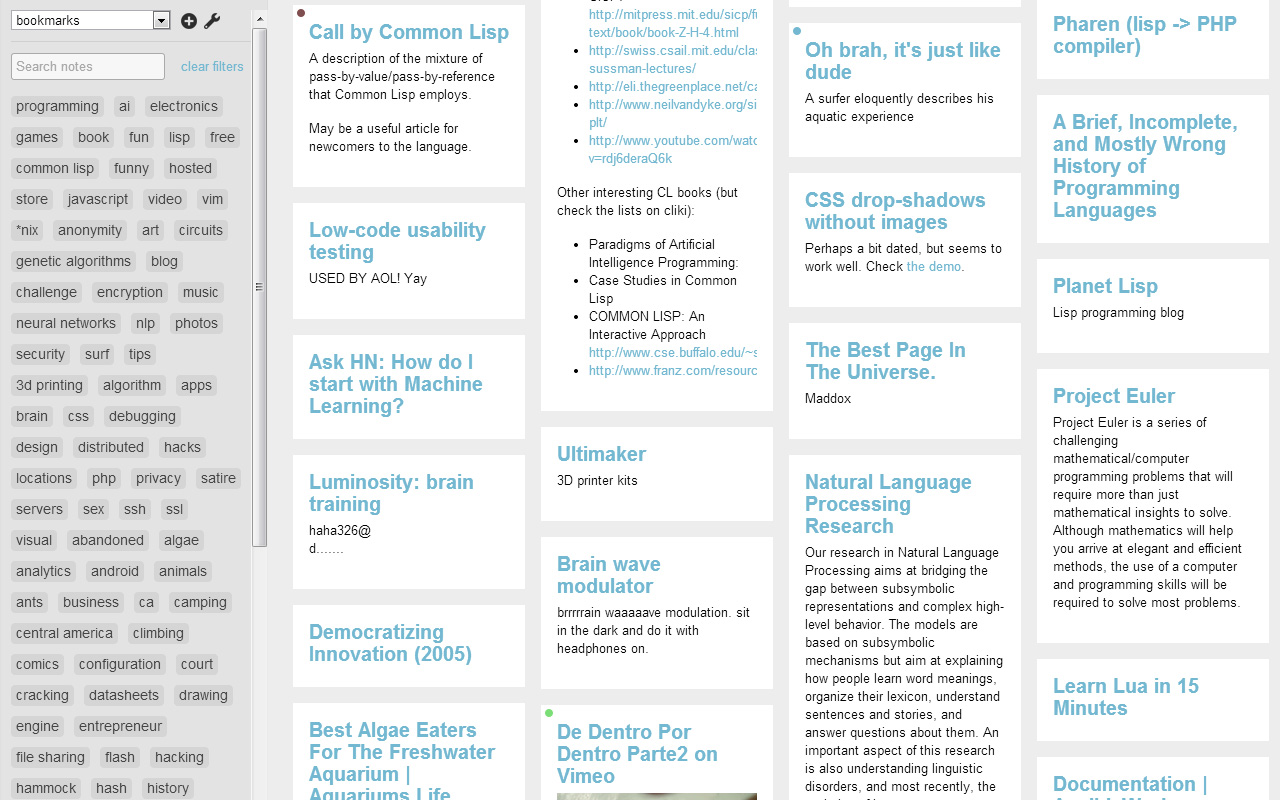 bookmarks
Search notes
clear filters
programming ai electronics
games book fun lisp free
common lisp funny hosted
store javascript video vim
*nix anonymity art circuits
genetic algorithms blog
challenge encryption music
neural networks nlp photos
security surf tips
3d printing algorithm apps
brain css debugging
design distributed hacks
locations php privacy satire
servers sex ssh ssl
visual abandoned algae
analytics android animals
ants business ca camping
central america climbing
comics configuration court
cracking datasheets drawing
engine entrepreneur
file sharing flash hacking
hammock hash history
Call by Common Lisp
A description of the mixture of
pass-by-value/pass-by-reference
that Common Lisp employs.
May be a useful article for
newcomers to the language.
Low-code usability
testing
USED BY AOL! Yay
Ask HN: How do I
start with Machine
Learning?
Luminosity: brain
training
haha326@
d.......
Democratizing
Innovation (2005)
Best Algae Eaters
For The Freshwater
Aquarium |
Aquariums Life
http://mitpress.mit.edu/sicp/fu
text/book/book-Z-H-4.html
http://swiss.csail.mit.edu/clas
sussman-lectures/
http://eli.thegreenplace.net/ca
http://www.neilvandyke.org/si
plt/
http://www.youtube.com/watc
v=rdj6deraQ6k
Other interesting CL books (but
check the lists on cliki):
Paradigms of Artificial
Intelligence Programming:
Case Studies in Common
Lisp
COMMON LISP: An
Interactive Approach
http://www.cse.buffalo.edu/~s
http://www.franz.com/resourc
Ultimaker
3D printer kits
Brain wave
modulator
brrrrrain waaaaave modulation. sit
in the dark and do it with
headphones on.
De Dentro Por
Dentro Parte2 on
Vimeo
Oh brah, it's just like
dude
A surfer eloquently describes his
aquatic experience
CSS drop-shadows
without images
Perhaps a bit dated, but seems to
work well. Check the demo.
The Best Page In
The Universe.
Maddox
Natural Language
Processing
Research
Our research in Natural Language
Processing aims at bridging the
gap between subsymbolic
representations and complex high-
level behavior. The models are
based on subsymbolic
mechanisms but aim at explaining
how people learn word meanings,
organize their lexicon, understand
sentences and stories, and
answer questions about them. An
important aspect of this research
is also understanding linguistic
disorders, and most recently, the
Pharen (lisp -> PHP
compiler)
A Brief, Incomplete,
and Mostly Wrong
History of
Programming
Languages
Planet Lisp
Lisp programming blog
Project Euler
Project Euler is a series of
challenging
mathematical/computer
programming problems that will
require more than just
mathematical insights to solve.
Although mathematics will help
you arrive at elegant and efficient
methods, the use of a computer
and programming skills will be
required to solve most problems.
Learn Lua in 15
Minutes
Documentation |